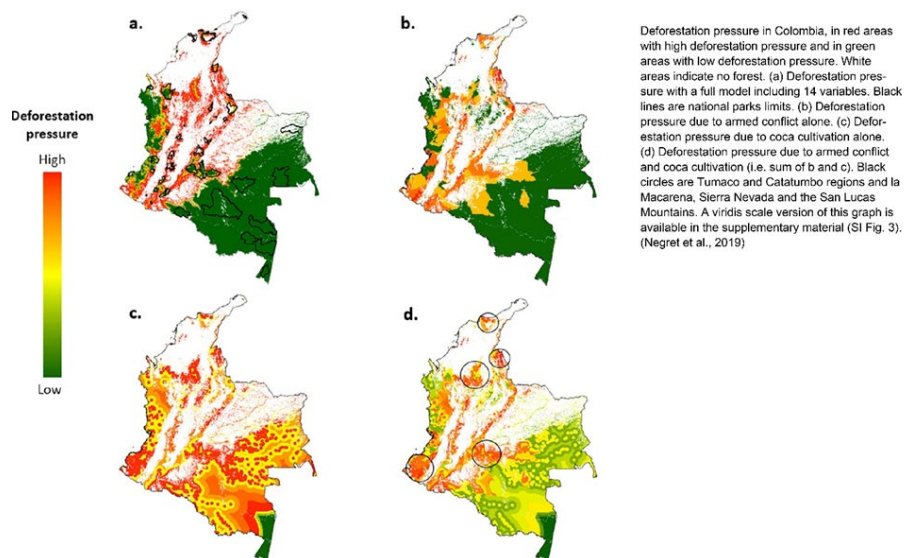 a.
b.
Deforestation pressure in Colombia, in red areas
with high deforestation pressure and in green
areas with low deforestation pressure. White
areas indicate no forest. (a) Deforestation pres-
sure with a full model including 14 variables. Black
lines are national parks limits. (b) Deforestation
pressure due to armed conflict alone. (c) Defor-
estation pressure due to coca cultivation alone.
(d) Deforestation pressure due to armed conflict
and coca cultivation (i.e. sum of b and c). Black
circles are Tumaco and Catatumbo regions and la
Macarena, Sierra Nevada and the San Lucas
Mountains. A viridis scale version of this graph is
available in the supplementary material (SI Fig. 3).
(Negret et al., 2019)
Deforestation
pressure
High
Low
c.
d.